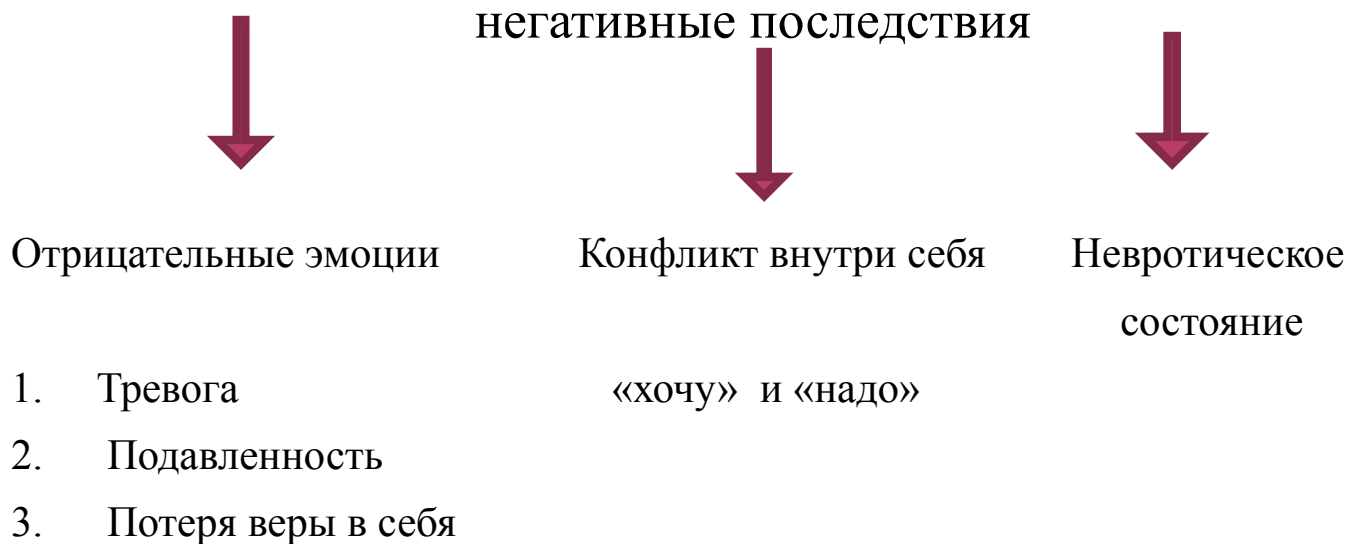 негативные последствия
Отрицательные эмоции Конфликт внутри себя Невротическое
состояние
1. Тревога «хочу» и «надо»
2. Подавленность
3. Потеря веры в себя